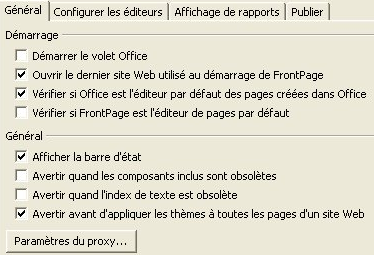 Général Configurer les éditeurs Affichage de rapports Publier
Démarrage
Démarrer le volet Office
Ouvrir le dernier site Web utilisé au démarrage de FrontPage
Vérifier si Office est l'éditeur par défaut des pages créées dans Office
Vérifier si FrontPage est l'éditeur de pages par défaut
Général
Afficher la barre d'état
Avertir quand les composants inclus sont obsolètes
Avertir quand l'index de texte est obsolète
Avertir avant d'appliquer les thèmes à toutes les pages d'un site Web
Paramètres du proxy...